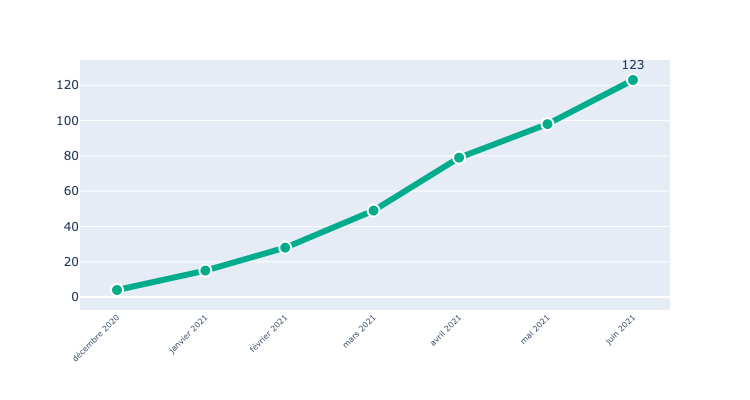 123
120
100
80
60
40
20
0
décembre 2020
janvier 2021
février 2021
mars 2021
avril 2021
mai 2021
juin 2021